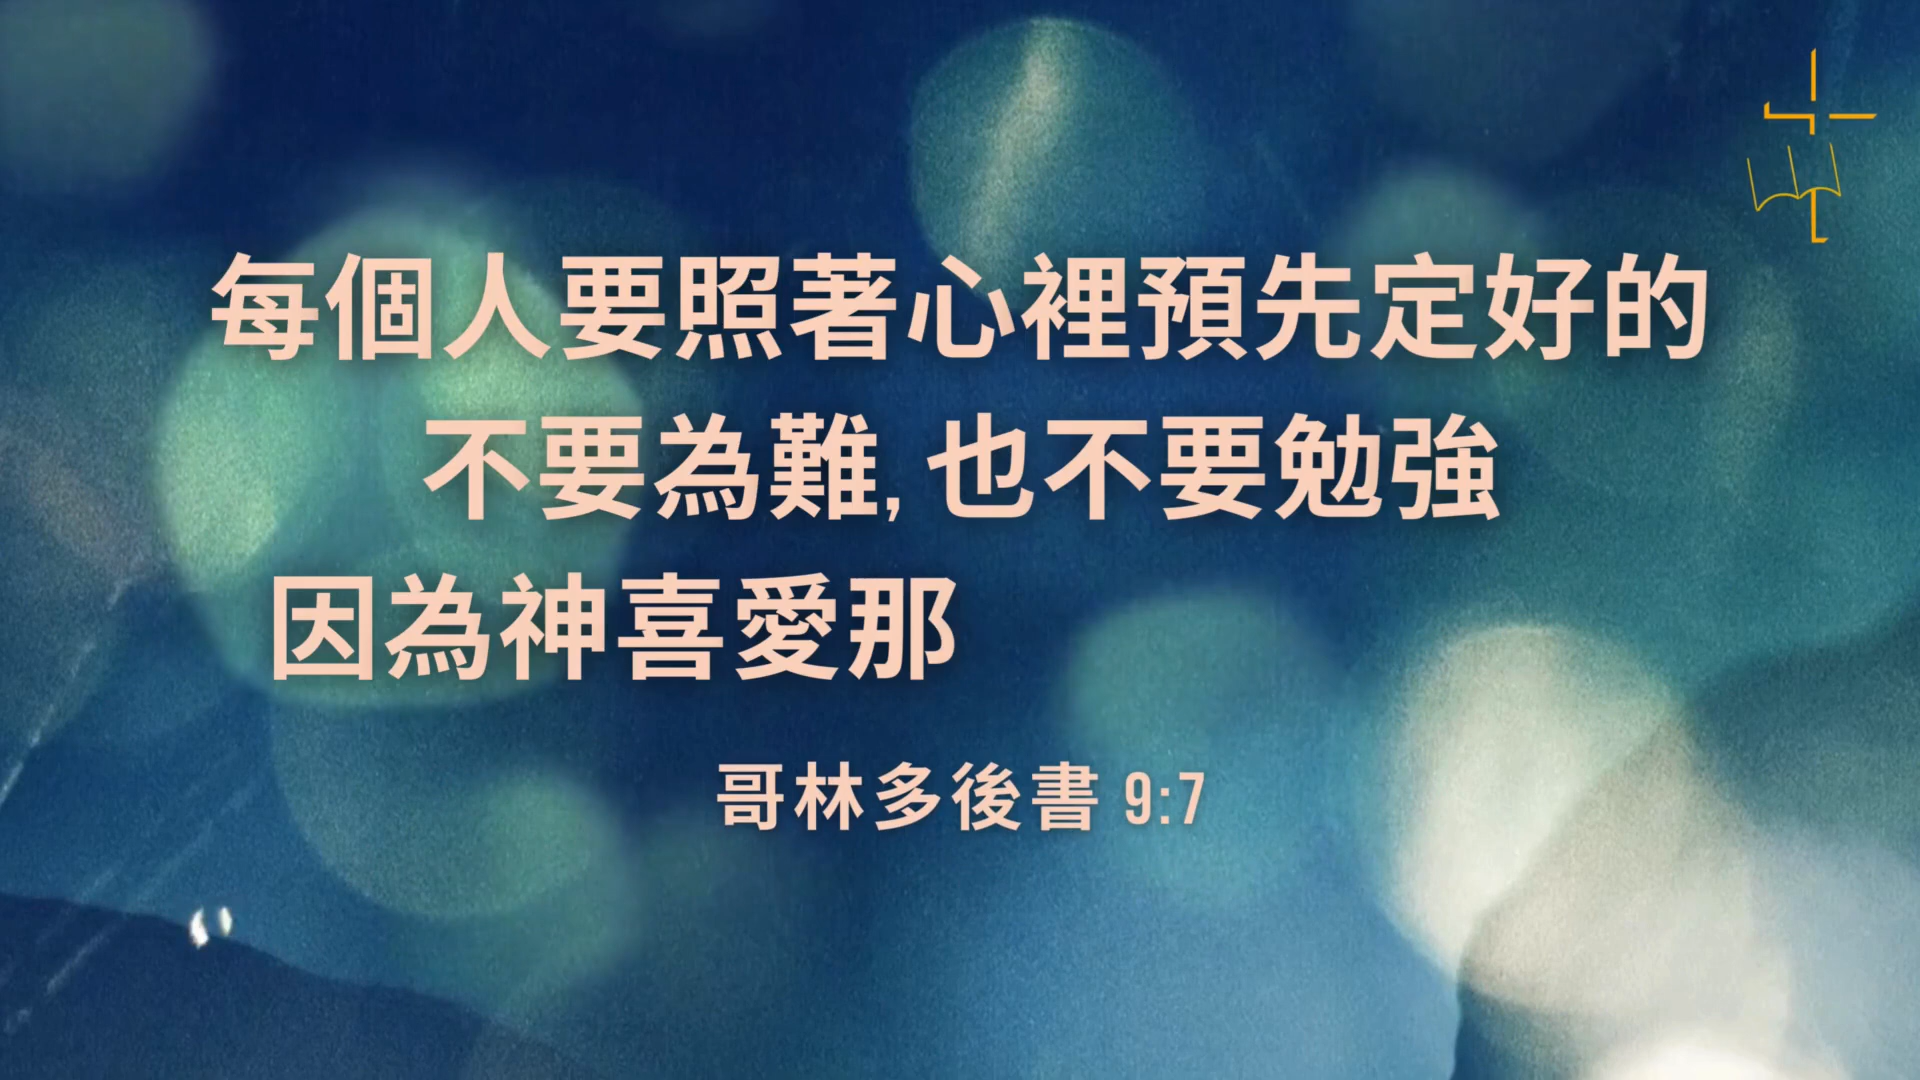 每個人要照著心裡預先定好的
不要為難, 也不要勉強
因為神喜愛那
哥林多後書 9:7